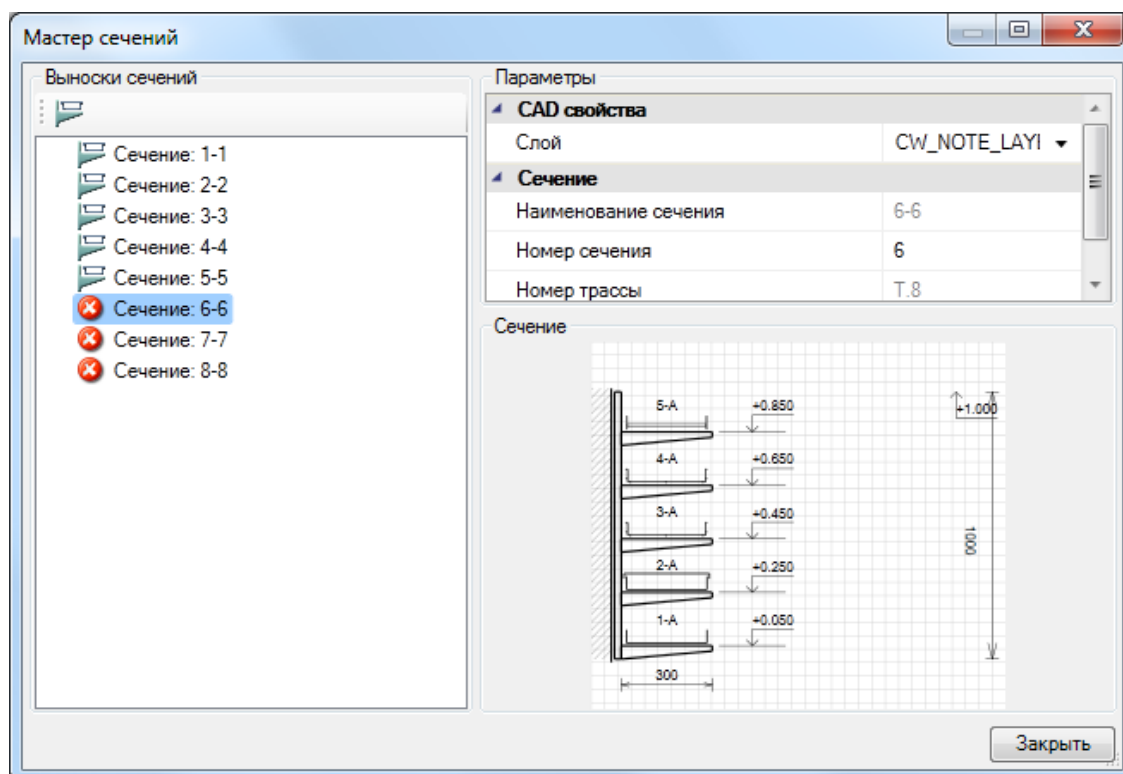 Мастер сечений
Выноски сечений
Сечение: 1-1
Сечение: 2-2
Сечение: 3-3
Сечение: 4-4
Сечение: 5-5
Сечение: 6-6
Сечение: 7-7
Сечение: 8-8
Параметры
CAD свойства
Слой CW_NOTE_LAYI
Сечение
Наименование сечения 6-6
Номер сечения 6
Номер трассы T.8
Сечение
5-A +0.850 +1.000
4-A +0.650
3-A +0.450
1000
2-A +0.250
1-A +0.050
300
Закрыть